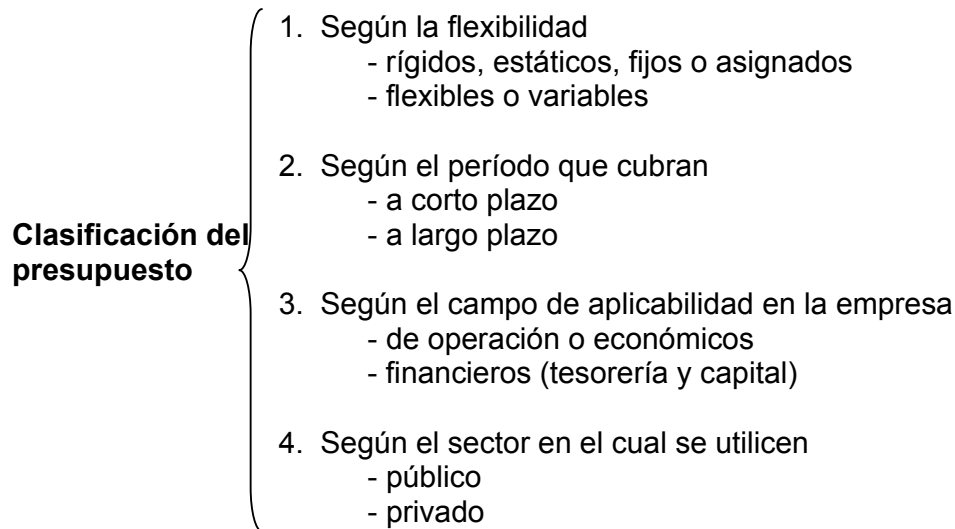 Clasificación del
presupuesto
1. Según la flexibilidad
- rígidos, estáticos, fijos o asignados
- flexibles o variables
2. Según el período que cubran
- a corto plazo
- a largo plazo
3. Según el campo de aplicabilidad en la empresa
- de operación o económicos
- financieros (tesorería y capital)
4. Según el sector en el cual se utilicen
- público
- privado